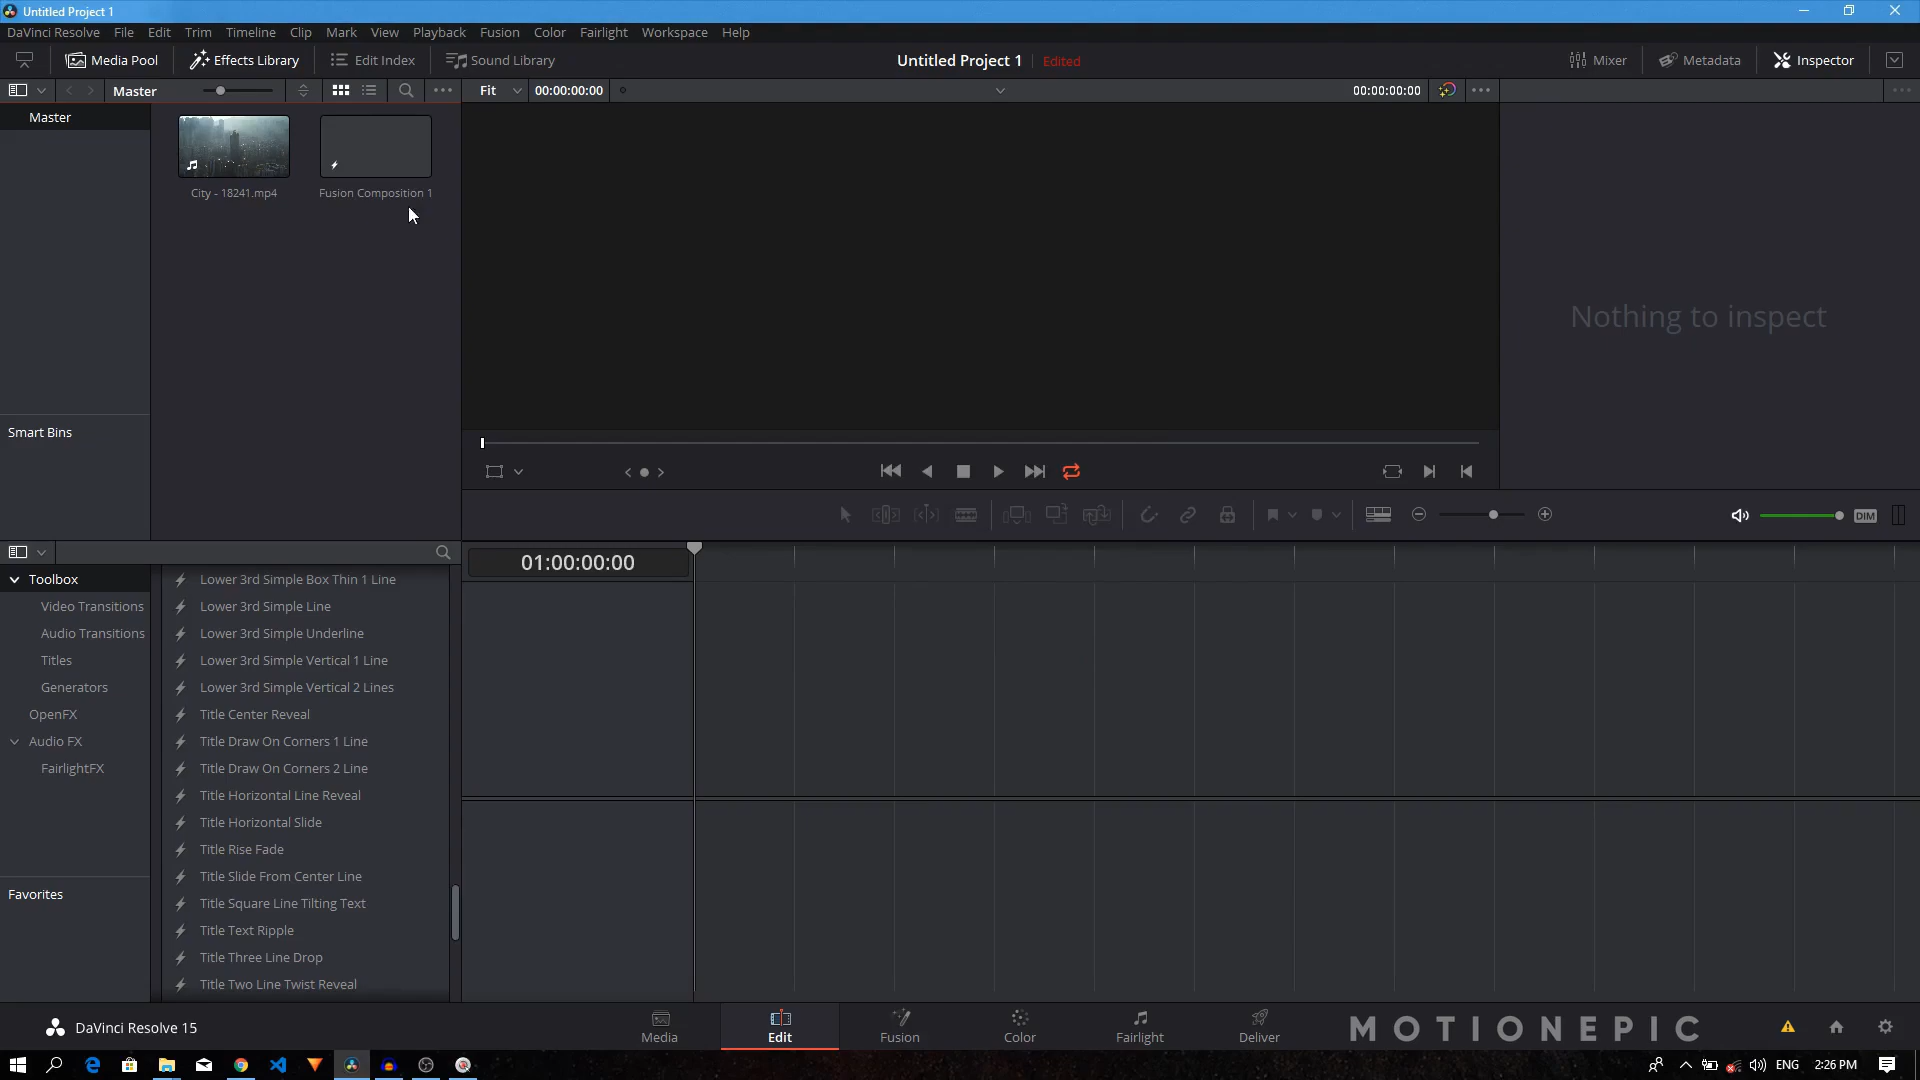 Untitled Project 1
DaVinci Resolve File Edit Trim Timeline Clip Mark View Playback Fusion Color Fairlight Workspace Help
Media Pool Effects Library Edit Index Sound Library Untitled Project 1 Edited Mixer Metadata Inspector
Master Fit 00:00:00:00 00:00:00:00
Master
City - 18241.mp4 Fusion Composition 1
Nothing to inspect
Smart Bins
DIM
01:00:00:00
Toolbox Lower 3rd Simple Box Thin 1 Line
Video Transitions Lower 3rd Simple Line
Audio Transitions Lower 3rd Simple Underline
Titles Lower 3rd Simple Vertical 1 Line
Generators Lower 3rd Simple Vertical 2 Lines
OpenFX Title Center Reveal
Audio FX Title Draw On Corners 1 Line
FairlightFX Title Draw On Corners 2 Line
Title Horizontal Line Reveal
Title Horizontal Slide
Title Rise Fade
Title Slide From Center Line
Favorites Title Square Line Tilting Text
Title Text Ripple
Title Three Line Drop
Title Two Line Twist Reveal
DaVinci Resolve 15 Media Edit Fusion Color Fairlight Deliver MOTIONEPIC
ENG 2:26 PM